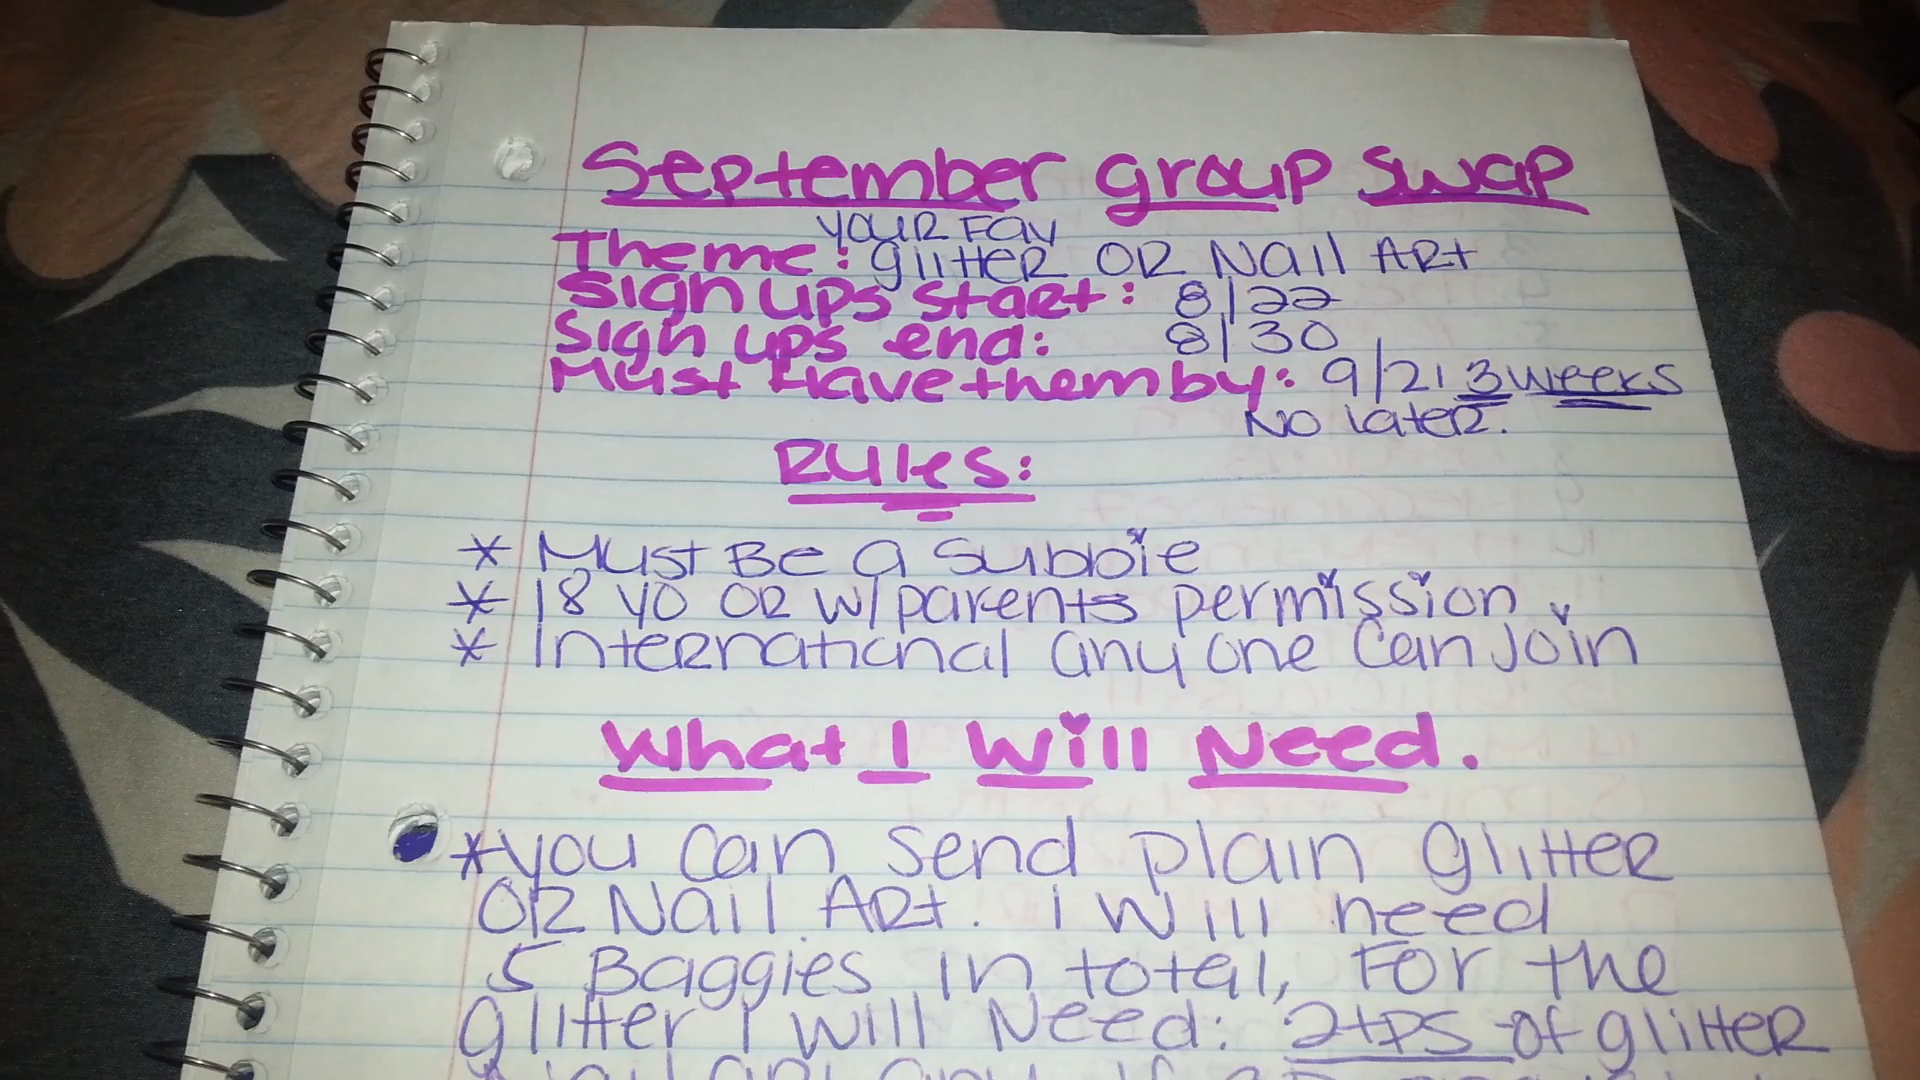 September group swap
your Fav
Theme: glitter OR Nail Art
Sign ups start: 8/22
Sign ups end: 8/30
Must Have them by: 9/21 3 weeks
No later.
Rules:
* Must Be a Subbie
* 18 yo OR w/parents permission
* International any one can join
What I Will Need.
*you can send plain glitter
OR Nail Art. I will need
5 Baggies in total, For the
glitter I will Need: 2tps of glitter